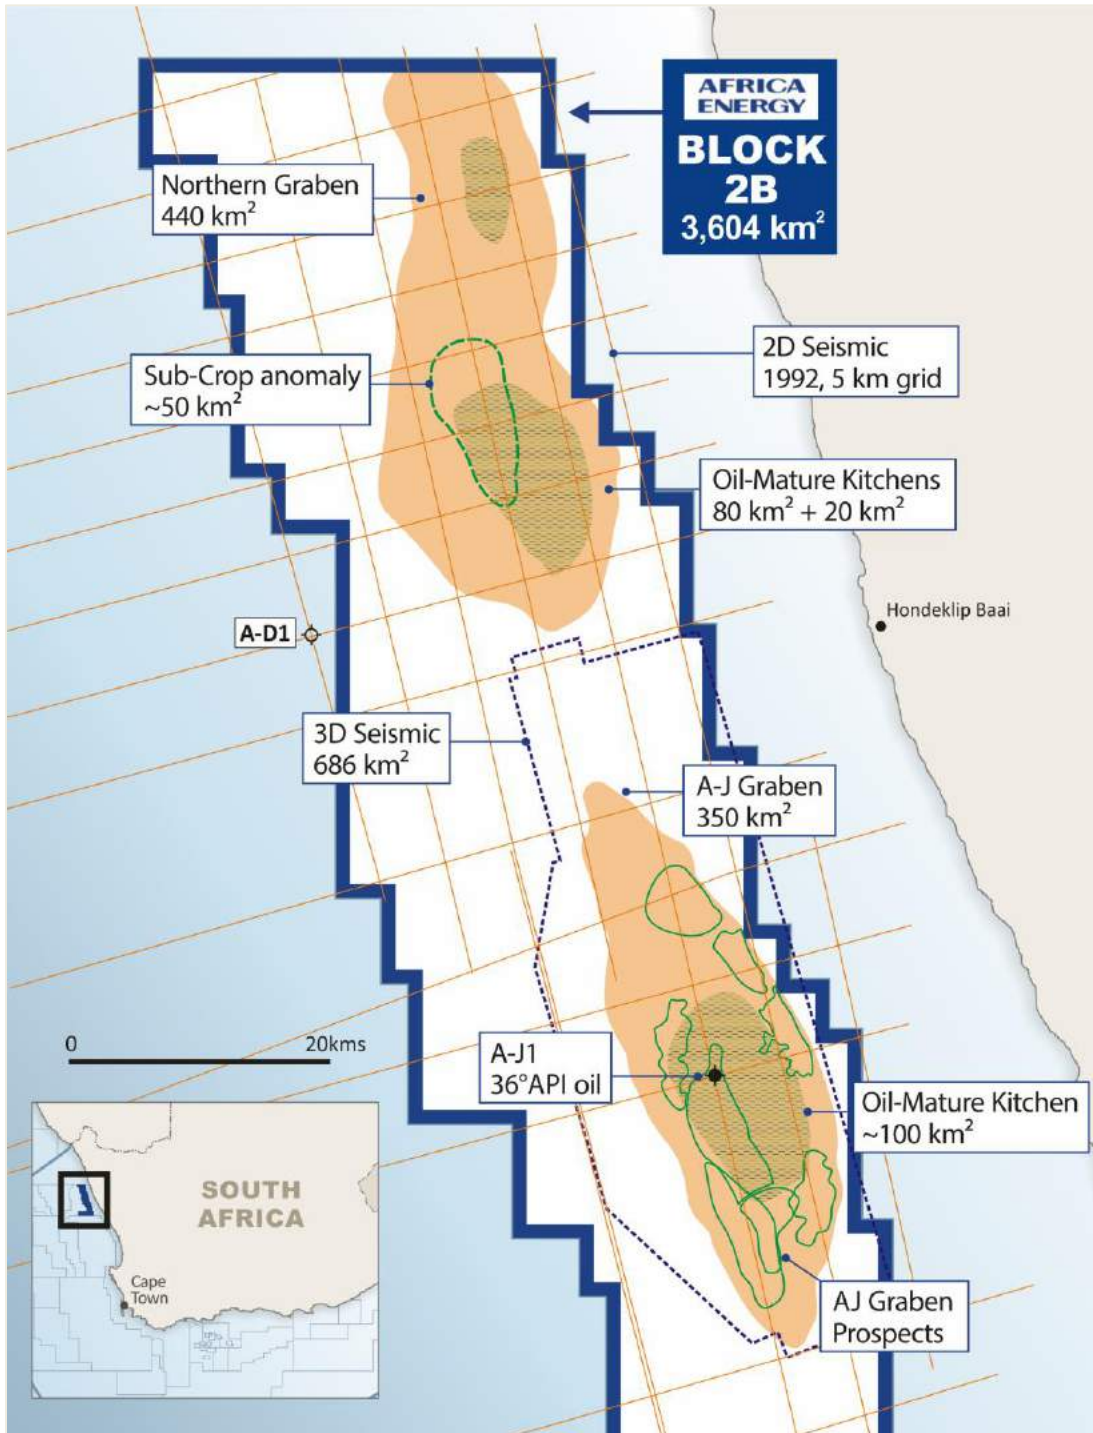 AFRICA
ENERGY
BLOCK
2B
3,604 km²
Northern Graben
440 km²
2D Seismic
1992, 5 km grid
Sub-Crop anomaly
~50 km²
Oil-Mature Kitchens
80 km² + 20 km²
Hondeklip Baai
A-D1
3D Seismic
686 km²
A-J Graben
350 km²
0 20kms
A-J1
36°API oil
Oil-Mature Kitchen
~100 km²
SOUTH
AFRICA
Cape
Town
AJ Graben
Prospects